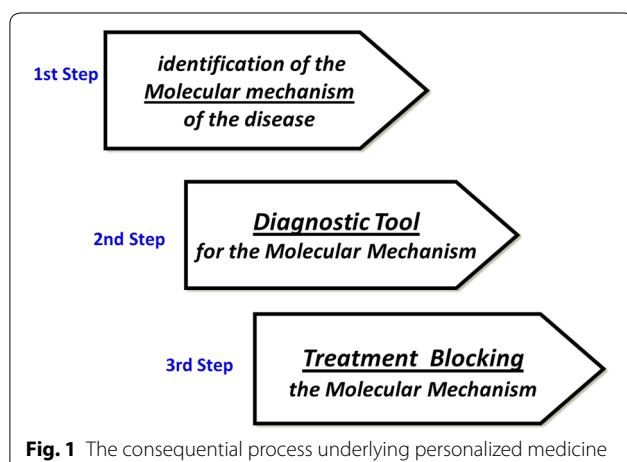 1st Step
identification of the
Molecular mechanism
of the disease
2nd Step
Diagnostic Tool
for the Molecular Mechanism
3rd Step
Treatment Blocking
the Molecular Mechanism
Fig. 1 The consequential process underlying personalized medicine